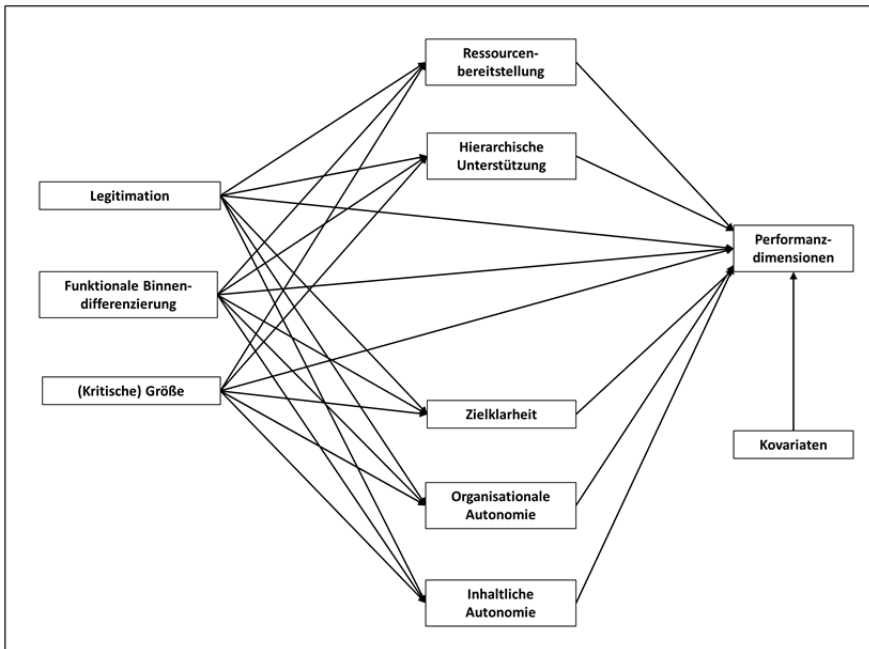 Ressourcen-
bereitstellung
Hierarchische
Unterstützung
Legitimation
Performanz-
dimensionen
Funktionale Binnen-
differenzierung
(Kritische) Größe
Zielklarheit
Kovariaten
Organisationale
Autonomie
Inhaltliche
Autonomie